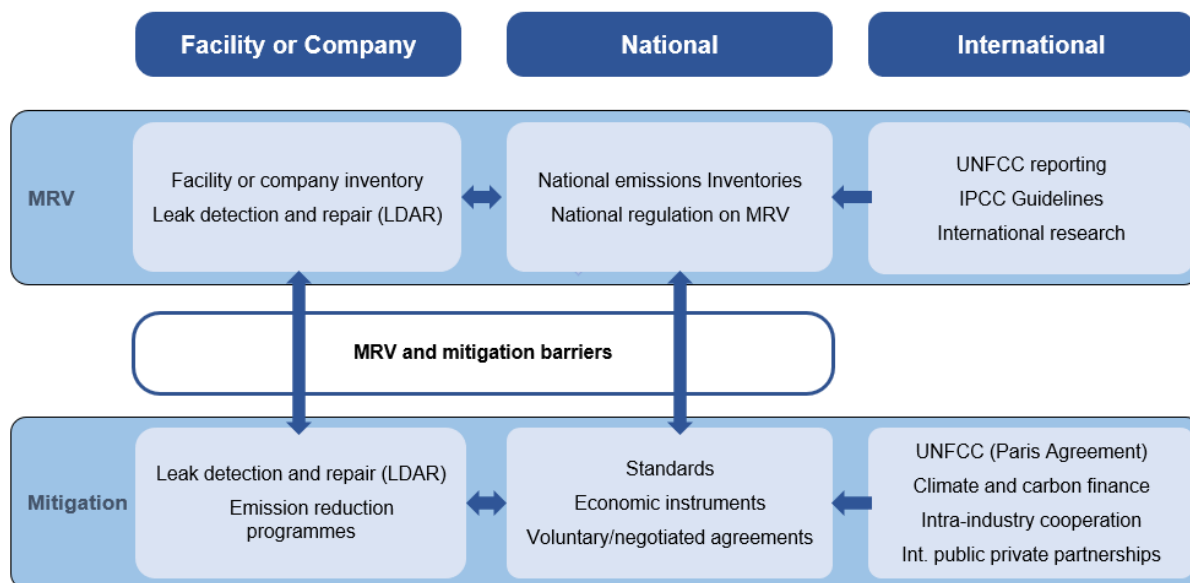 Facility or Company
National
International
MRV
Facility or company inventory
Leak detection and repair (LDAR)
National emissions Inventories
National regulation on MRV
UNFCC reporting
IPCC Guidelines
International research
MRV and mitigation barriers
Mitigation
Leak detection and repair (LDAR)
Emission reduction
programmes
Standards
Economic instruments
Voluntary/negotiated agreements
UNFCC (Paris Agreement)
Climate and carbon finance
Intra-industry cooperation
Int. public private partnerships